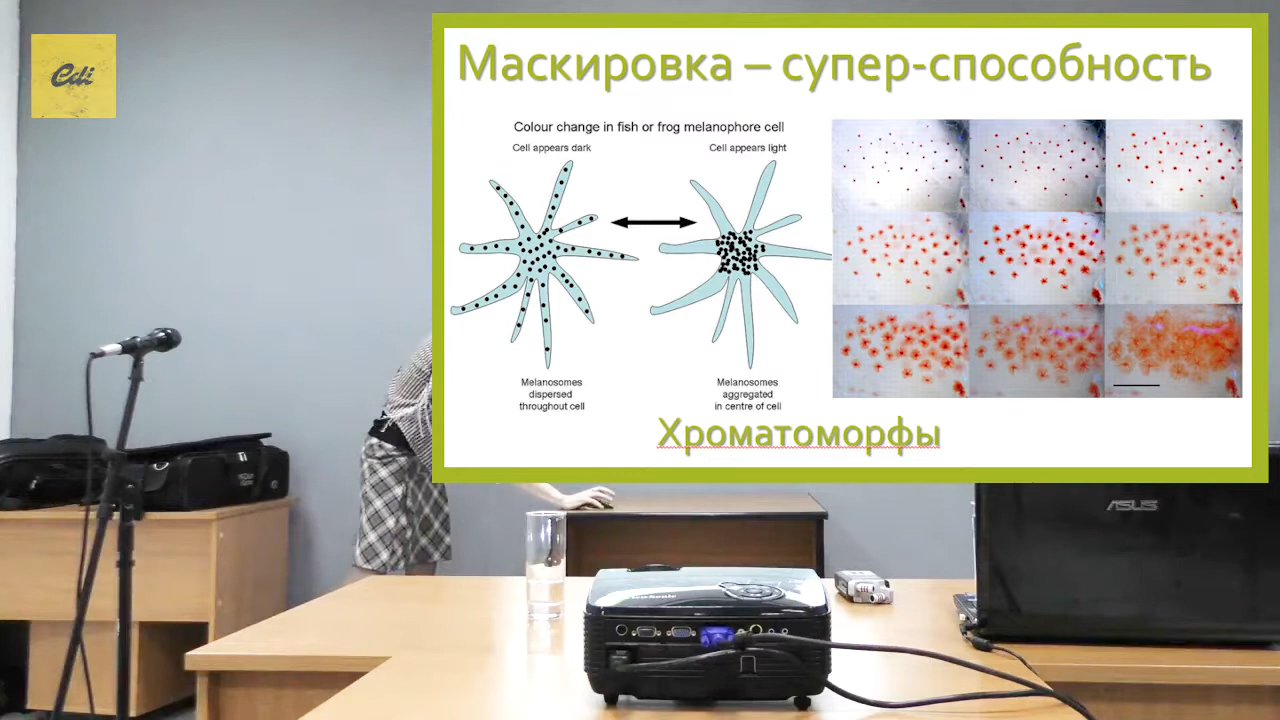 Cdi
Маскировка – супер-способность
Colour change in fish or frog melanophore cell
Cell appears dark
Cell appears light
Melanosomes
dispersed
throughout cell
Melanosomes
aggregated
in centre of cell
Хроматоморфы
ASUS